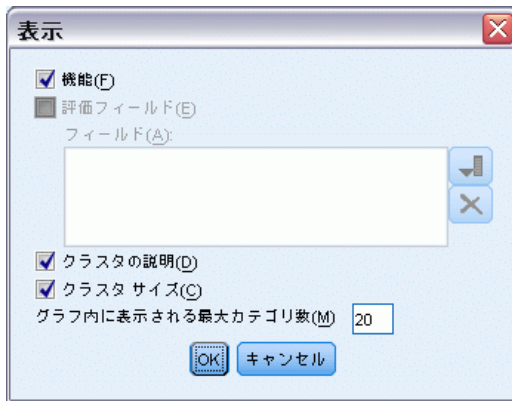 表示
機能(F)
評価フィールド(E)
フィールド(A):
クラスタの説明(D)
クラスタ サイズ(C)
グラフ内に表示される最大カテゴリ数(M) 20
OK キャンセル